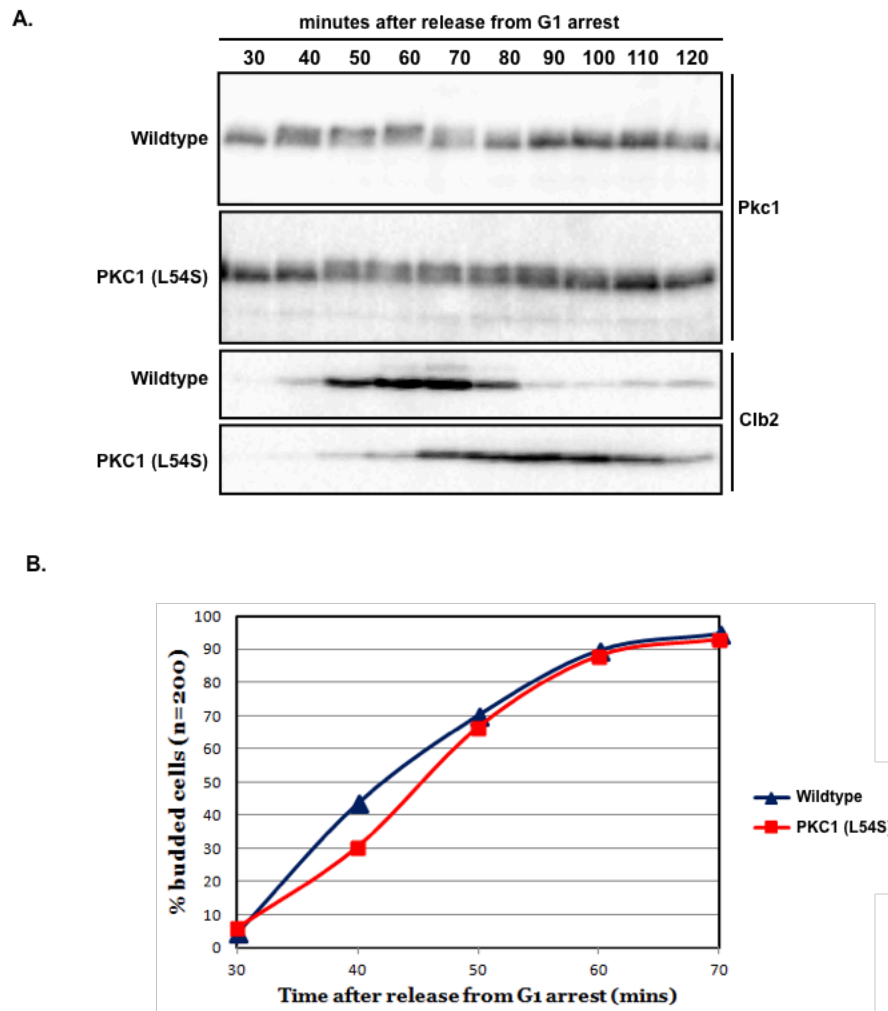 A.
minutes after release from G1 arrest
30 40 50 60 70 80 90 100 110 120
Wildtype
Pkc1
PKC1 (L54S)
Wildtype
Clb2
PKC1 (L54S)
B.
100
90
80
70
60
50
40
30
20
10
0
% budded cells (n=200)
30 40 50 60 70
Time after release from G1 arrest (mins)
Wildtype
PKC1 (L54S)